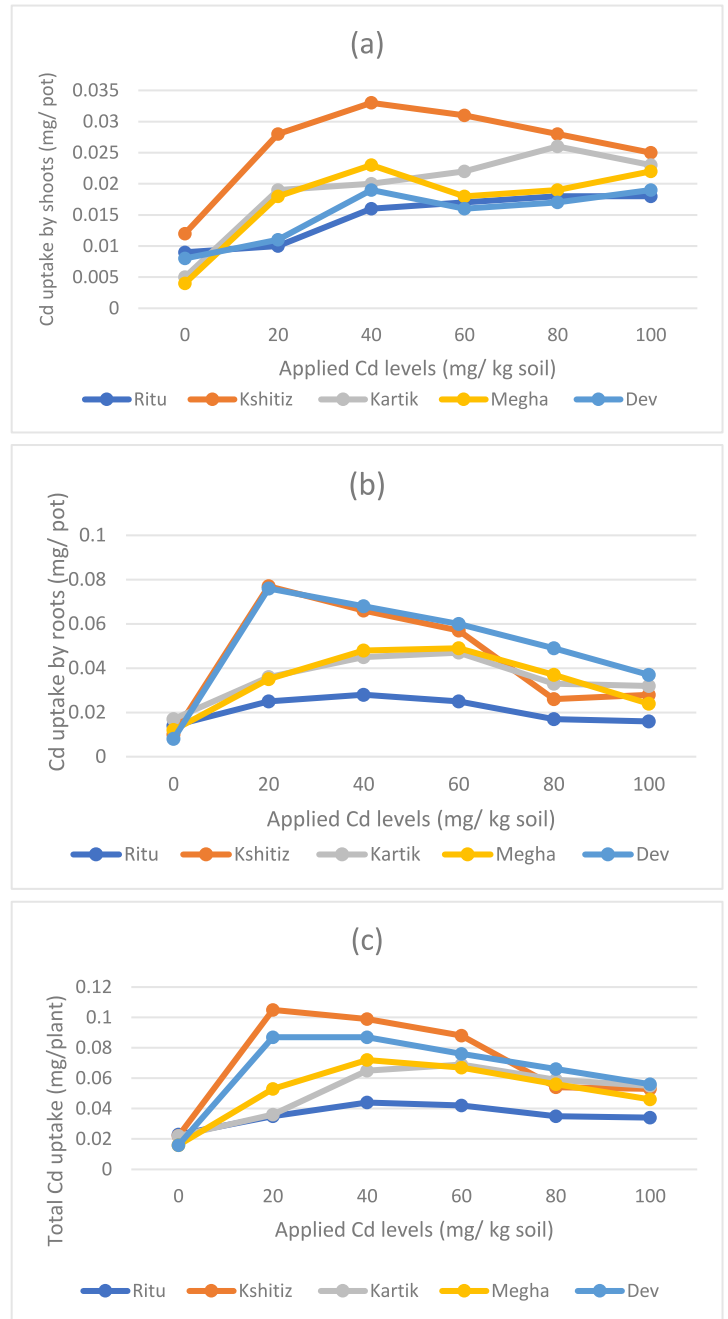 (a)
Cd uptake by shoots (mg/ pot)
0.035
0.03
0.025
0.02
0.015
0.01
0.005
0
0 20 40 60 80 100
Applied Cd levels (mg/ kg soil)
Ritu Kshitiz Kartik Megha Dev
(b)
Cd uptake by roots (mg/ pot)
0.1
0.08
0.06
0.04
0.02
0
0 20 40 60 80 100
Applied Cd levels (mg/ kg soil)
Ritu Kshitiz Kartik Megha Dev
(c)
Total Cd uptake (mg/plant)
0.12
0.1
0.08
0.06
0.04
0.02
0
0 20 40 60 80 100
Applied Cd levels (mg/ kg soil)
Ritu Kshitiz Kartik Megha Dev